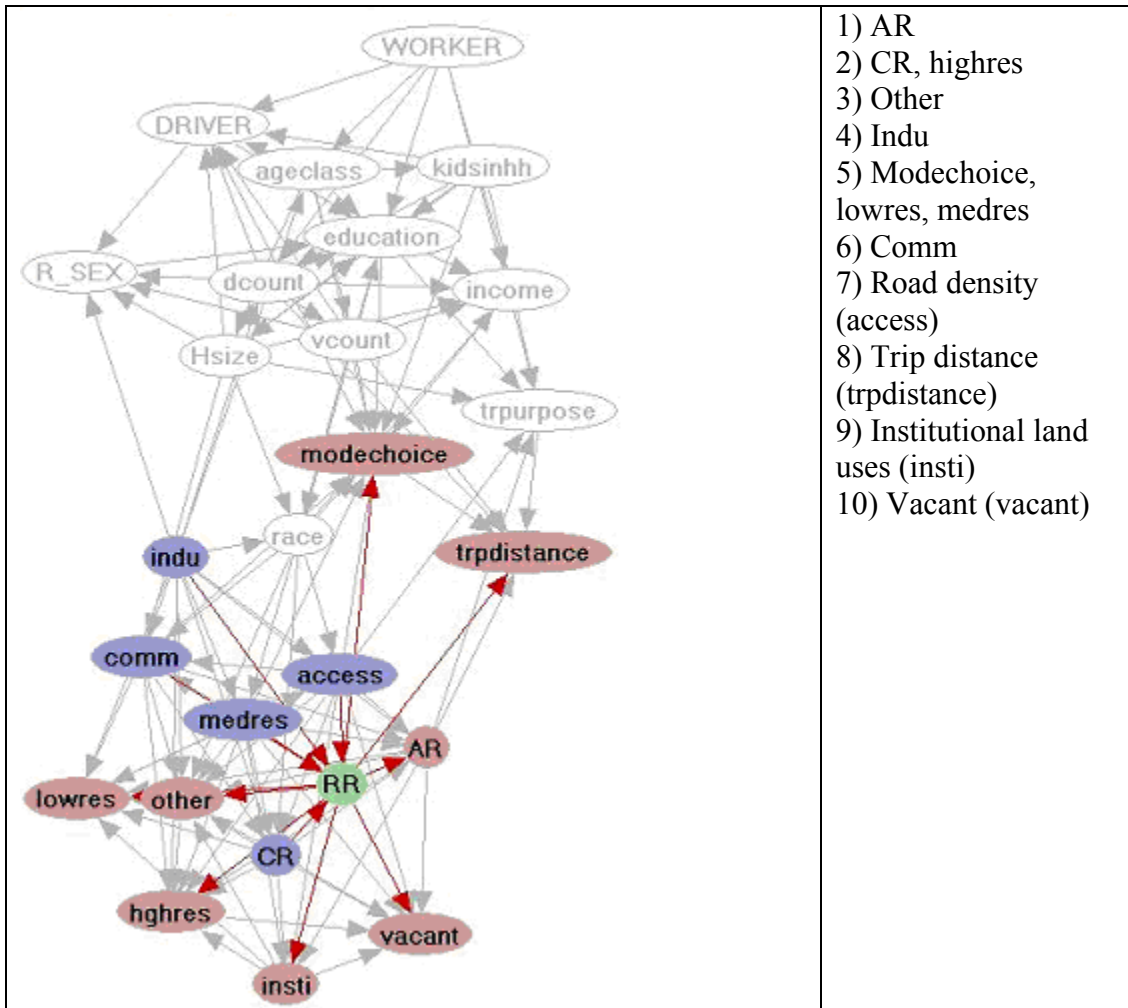 WORKER
DRIVER
ageclass
kidsinhh
education
R_SEX
dcount
income
vcount
Hsize
trpurpose
modechoice
race
trpdistance
indu
comm
access
medres
AR
RR
lowres
other
CR
hghres
vacant
insti
1) AR
2) CR, highres
3) Other
4) Indu
5) Modechoice,
lowres, medres
6) Comm
7) Road density
(access)
8) Trip distance
(trpdistance)
9) Institutional land
uses (insti)
10) Vacant (vacant)